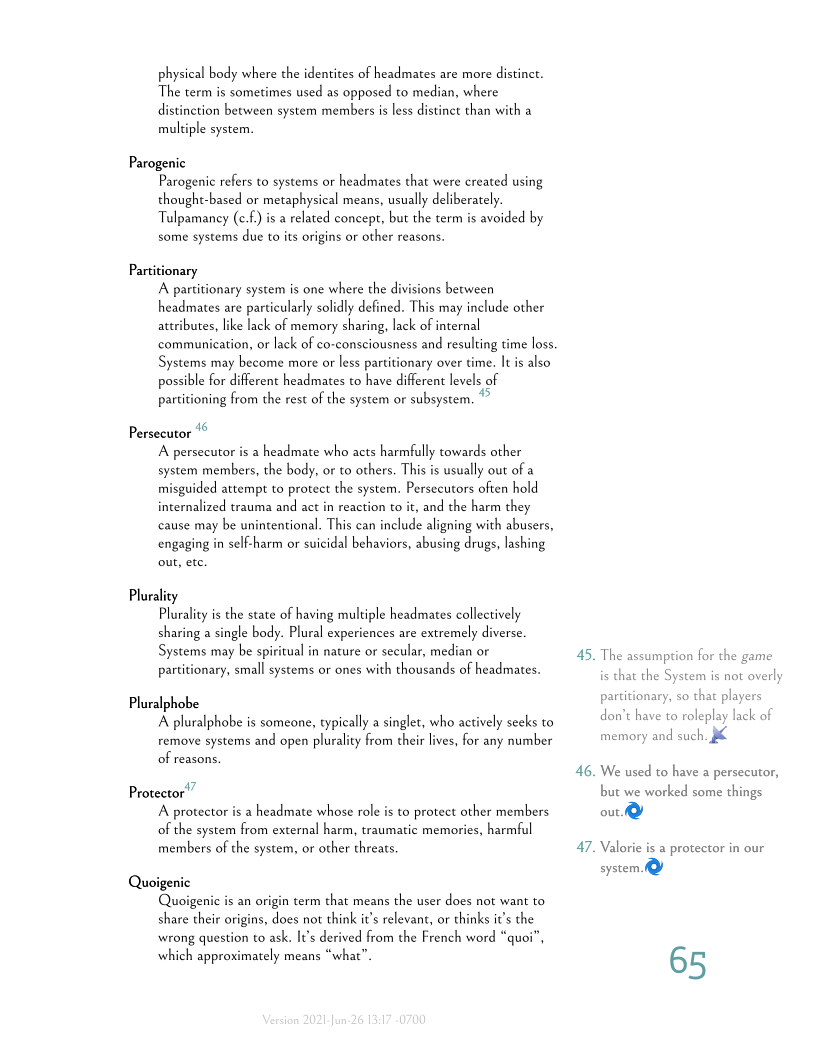 physical body where the identites of headmates are more distinct.
The term is sometimes used as opposed to median, where
distinction between system members is less distinct than with a
multiple system.
Parogenic
Parogenic refers to systems or headmates that were created using
thought-based or metaphysical means, usually deliberately.
Tulpamancy (c.f.) is a related concept, but the term is avoided by
some systems due to its origins or other reasons.
Partitionary
A partitionary system is one where the divisions between
headmates are particularly solidly defined. This may include other
attributes, like lack of memory sharing, lack of internal
communication, or lack of co-consciousness and resulting time loss.
Systems may become more or less partitionary over time. It is also
possible for different headmates to have different levels of
partitioning from the rest of the system or subsystem. 45
Persecutor 46
A persecutor is a headmate who acts harmfully towards other
system members, the body, or to others. This is usually out of a
misguided attempt to protect the system. Persecutors often hold
internalized trauma and act in reaction to it, and the harm they
cause may be unintentional. This can include aligning with abusers,
engaging in self-harm or suicidal behaviors, abusing drugs, lashing
out, etc.
Plurality
Plurality is the state of having multiple headmates collectively
sharing a single body. Plural experiences are extremely diverse.
Systems may be spiritual in nature or secular, median or
partitionary, small systems or ones with thousands of headmates.
Pluralphobe
A pluralphobe is someone, typically a singlet, who actively seeks to
remove systems and open plurality from their lives, for any number
of reasons.
Protector47
A protector is a headmate whose role is to protect other members
of the system from external harm, traumatic memories, harmful
members of the system, or other threats.
Quoigenic
Quoigenic is an origin term that means the user does not want to
share their origins, does not think it's relevant, or thinks it's the
wrong question to ask. It's derived from the French word "quoi",
which approximately means "what".
45. The assumption for the game
is that the System is not overly
partitionary, so that players
don't have to roleplay lack of
memory and such.
46. We used to have a persecutor,
but we worked some things
out.
47. Valorie is a protector in our
system.
65
Version 2021-Jun-26 13:17 -0700